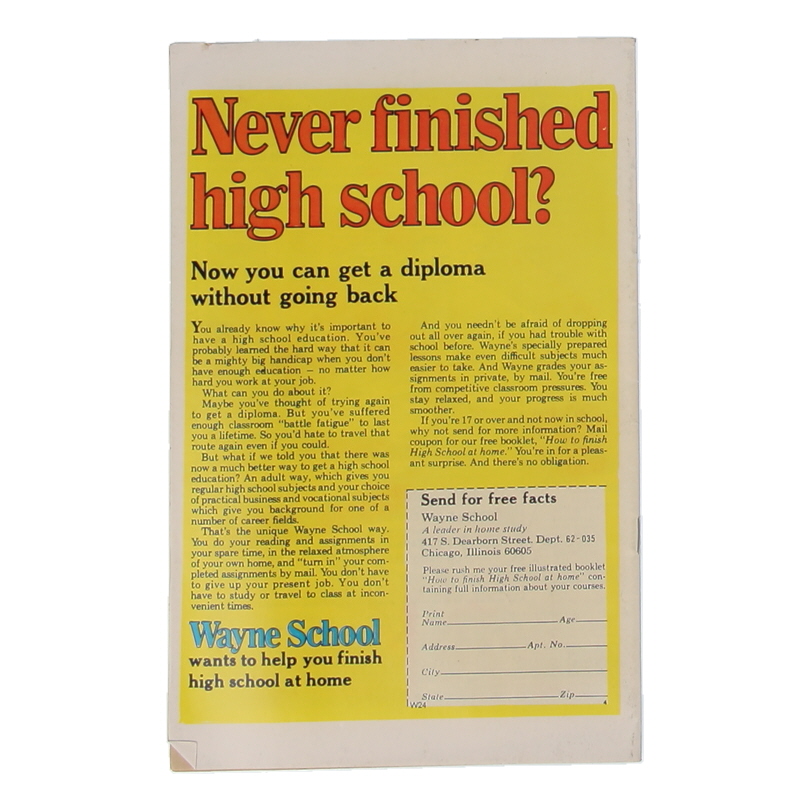 Never finished
high school?
Now you can get a diploma
without going back
You already know why it's important to
have a high school education. You've
probably learned the hard way that it can
be a mighty big handicap when you don't
have enough education – no matter how
hard you work at your job.
What can you do about it?
Maybe you've thought of trying again
to get a diploma. But you've suffered
enough classroom "battle fatigue" to last
you a lifetime. So you'd hate to travel that
route again even if you could.
But what if we told you that there was
now a much better way to get a high school
education? An adult way, which gives you
regular high school subjects and your choice
of practical business and vocational subjects
which give you background for one of a
number of career fields.
That's the unique Wayne School way.
You do your reading and assignments in
your spare time, in the relaxed atmosphere
of your own home, and "turn in" your com-
pleted assignments by mail. You don't have
to give up your present job. You don't
have to study or travel to class at incon-
venient times.
Wayne School
wants to help you finish
high school at home
And you needn't be afraid of dropping
out all over again, if you had trouble with
school before. Wayne's specially prepared
lessons make even difficult subjects much
easier to take. And Wayne grades your as-
signments in private, by mail. You're free
from competitive classroom pressures. You
stay relaxed, and your progress is much
smoother.
If you're 17 or over and not now in school,
why not send for more information? Mail
coupon for our free booklet, "How to finish
High School at home." You're in for a pleas-
ant surprise. And there's no obligation.
Send for free facts
Wayne School
A leader in home study
417 S. Dearborn Street. Dept. 62-035
Chicago, Illinois 60605
Please rush me your free illustrated booklet
"How to finish High School at home" con-
taining full information about your courses.
Print
Name Age
Address Apt. No.
City
State Zip
W24 4